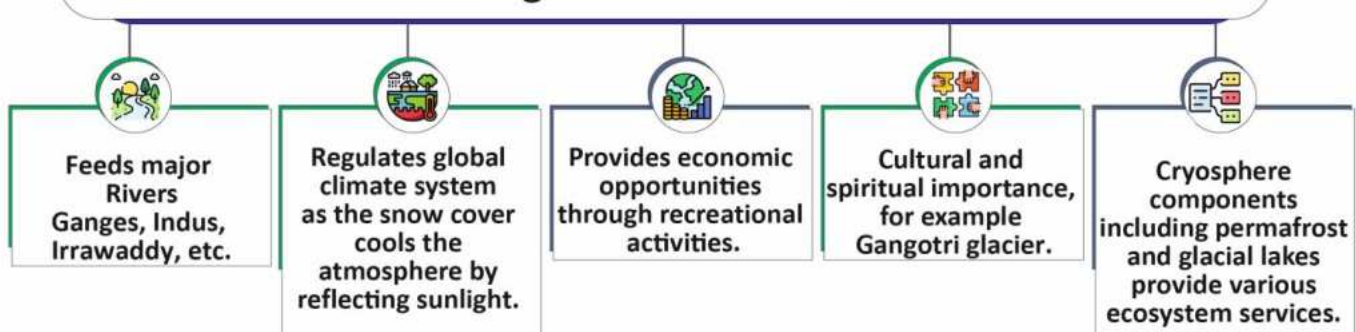 Feeds major
Rivers
Ganges, Indus,
Irrawaddy, etc.
Regulates global
climate system
as the snow cover
cools the
atmosphere by
reflecting sunlight.
Provides economic
opportunities
through recreational
activities.
Cultural and
spiritual importance,
for example
Gangotri glacier.
Cryosphere
components
including permafrost
and glacial lakes
provide various
ecosystem services.